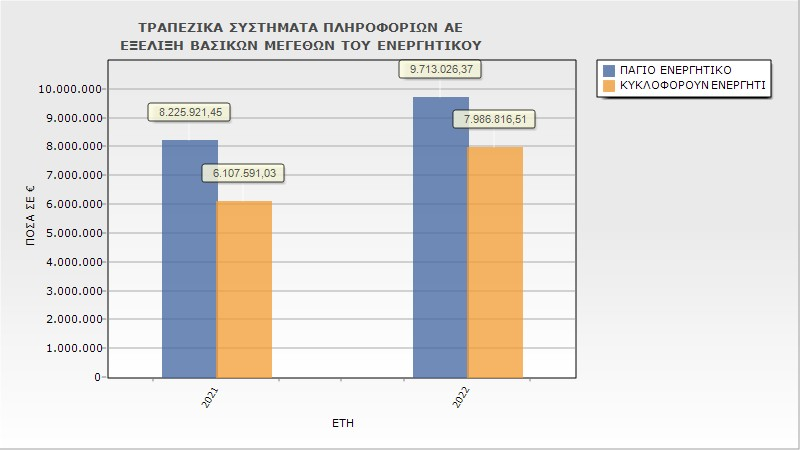 ΤΡΑΠΕΖΙΚΑ ΣΥΣΤΗΜΑΤΑ ΠΛΗΡΟΦΟΡΙΩΝ ΑΕ
ΕΞΕΛΙΞΗ ΒΑΣΙΚΩΝ ΜΕΓΕΘΩΝ ΤΟΥ ΕΝΕΡΓΗΤΙΚΟΥ
ΠΑΓΙΟ ΕΝΕΡΓΗΤΙΚΟ
ΚΥΚΛΟΦΟΡΟΥΝ ΕΝΕΡΓΗΤΙ
ΠΟΣΑ ΣΕ €
10.000.000
9.000.000
8.000.000
7.000.000
6.000.000
5.000.000
4.000.000
3.000.000
2.000.000
1.000.000
0
8.225.921,45
6.107.591,03
9.713.026,37
7.986.816,51
2021
2022
ΕΤΗ